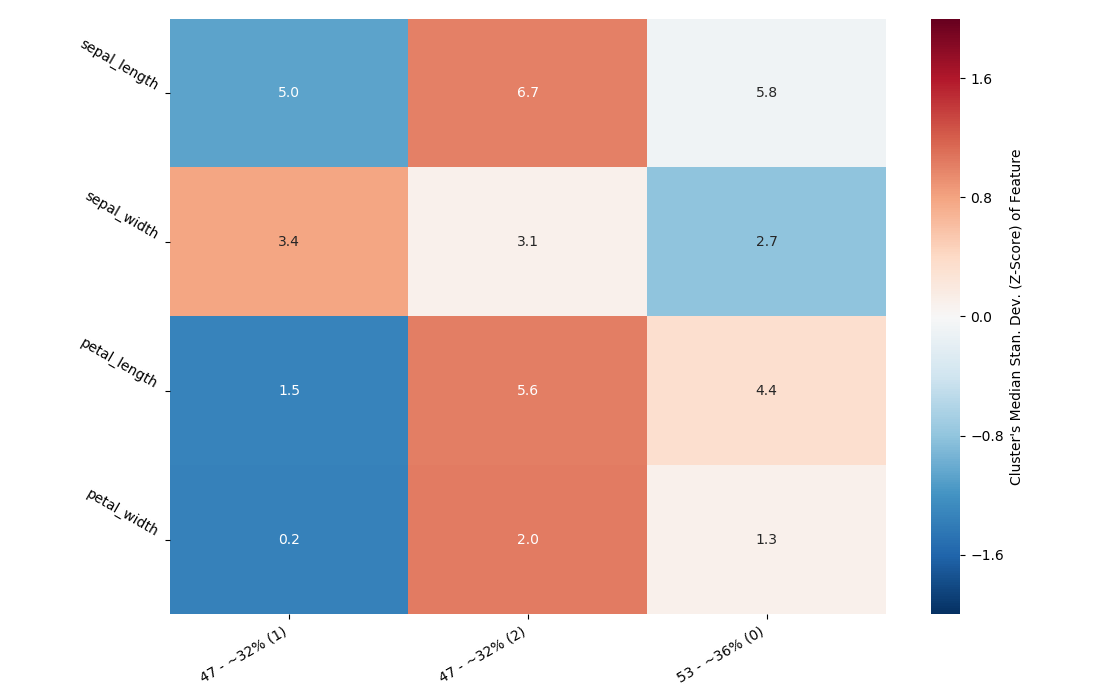 sepal_length
5.0
6.7
5.8
sepal_width
3.4
3.1
2.7
petal_length
1.5
5.6
4.4
petal_width
0.2
2.0
1.3
47 - ~32% (1)
47 - ~32% (2)
53 - ~36% (0)
1.6
0.8
0.0
−0.8
−1.6
Cluster's Median Stan. Dev. (Z-Score) of Feature